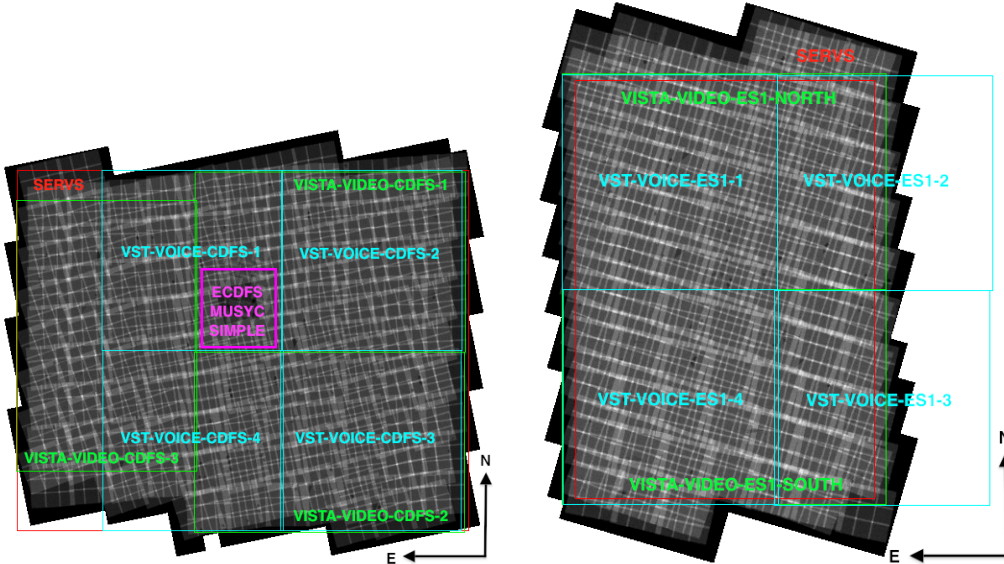 SERVS
VISTA-VIDEO-CDFS-1
VST-VOICE-CDFS-1
VST-VOICE-CDFS-2
ECDFS
MUSYC
SIMPLE
VST-VOICE-CDFS-4
VST-VOICE-CDFS-3
VISTA-VIDEO-CDFS-3
VISTA-VIDEO-CDFS-2
N
E
SERVS
VISTA-VIDEO-ES1-NORTH
VST-VOICE-ES1-1
VST-VOICE-ES1-2
VST-VOICE-ES1-4
VST-VOICE-ES1-3
VISTA-VIDEO-ES1-SOUTH
N
E